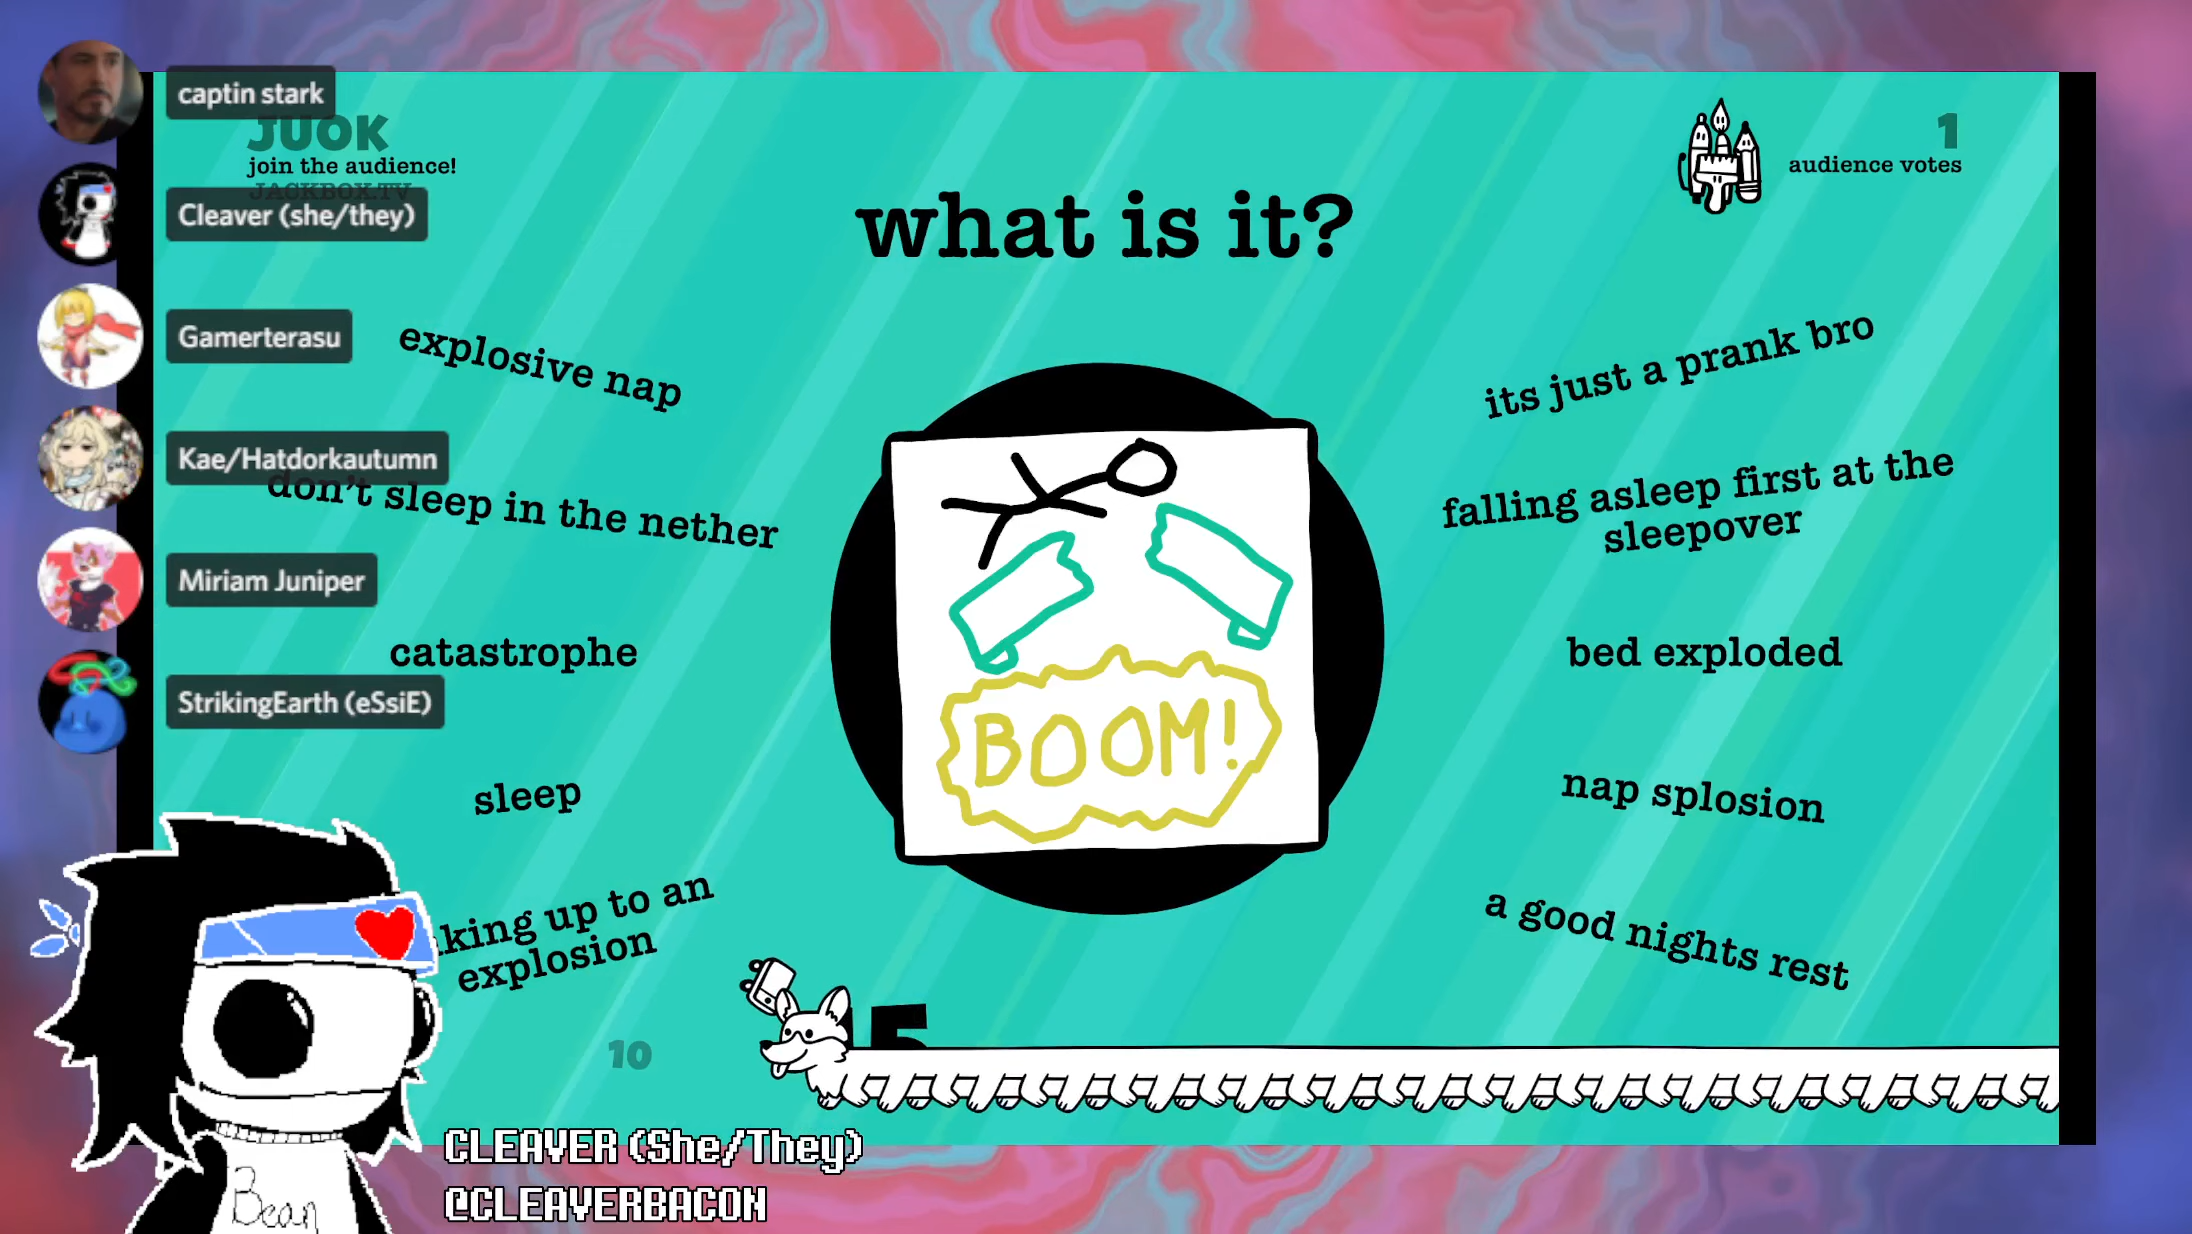 captin stark
JUOK
join the audience!
JACKBOX.TV
1
audience votes
what is it?
Cleaver (she/they)
Gamerterasu
explosive nap
its just a prank bro
Kae/Hatdorkautumn
don't sleep in the nether
falling asleep first at the
sleepover
Miriam Juniper
catastrophe
bed exploded
StrikingEarth (eSsiE)
BOOM!
sleep
nap splosion
up to an
explosion
a good nights rest
10
5
CLEAVER (She/They)
@CLEAVERBACON
Bean